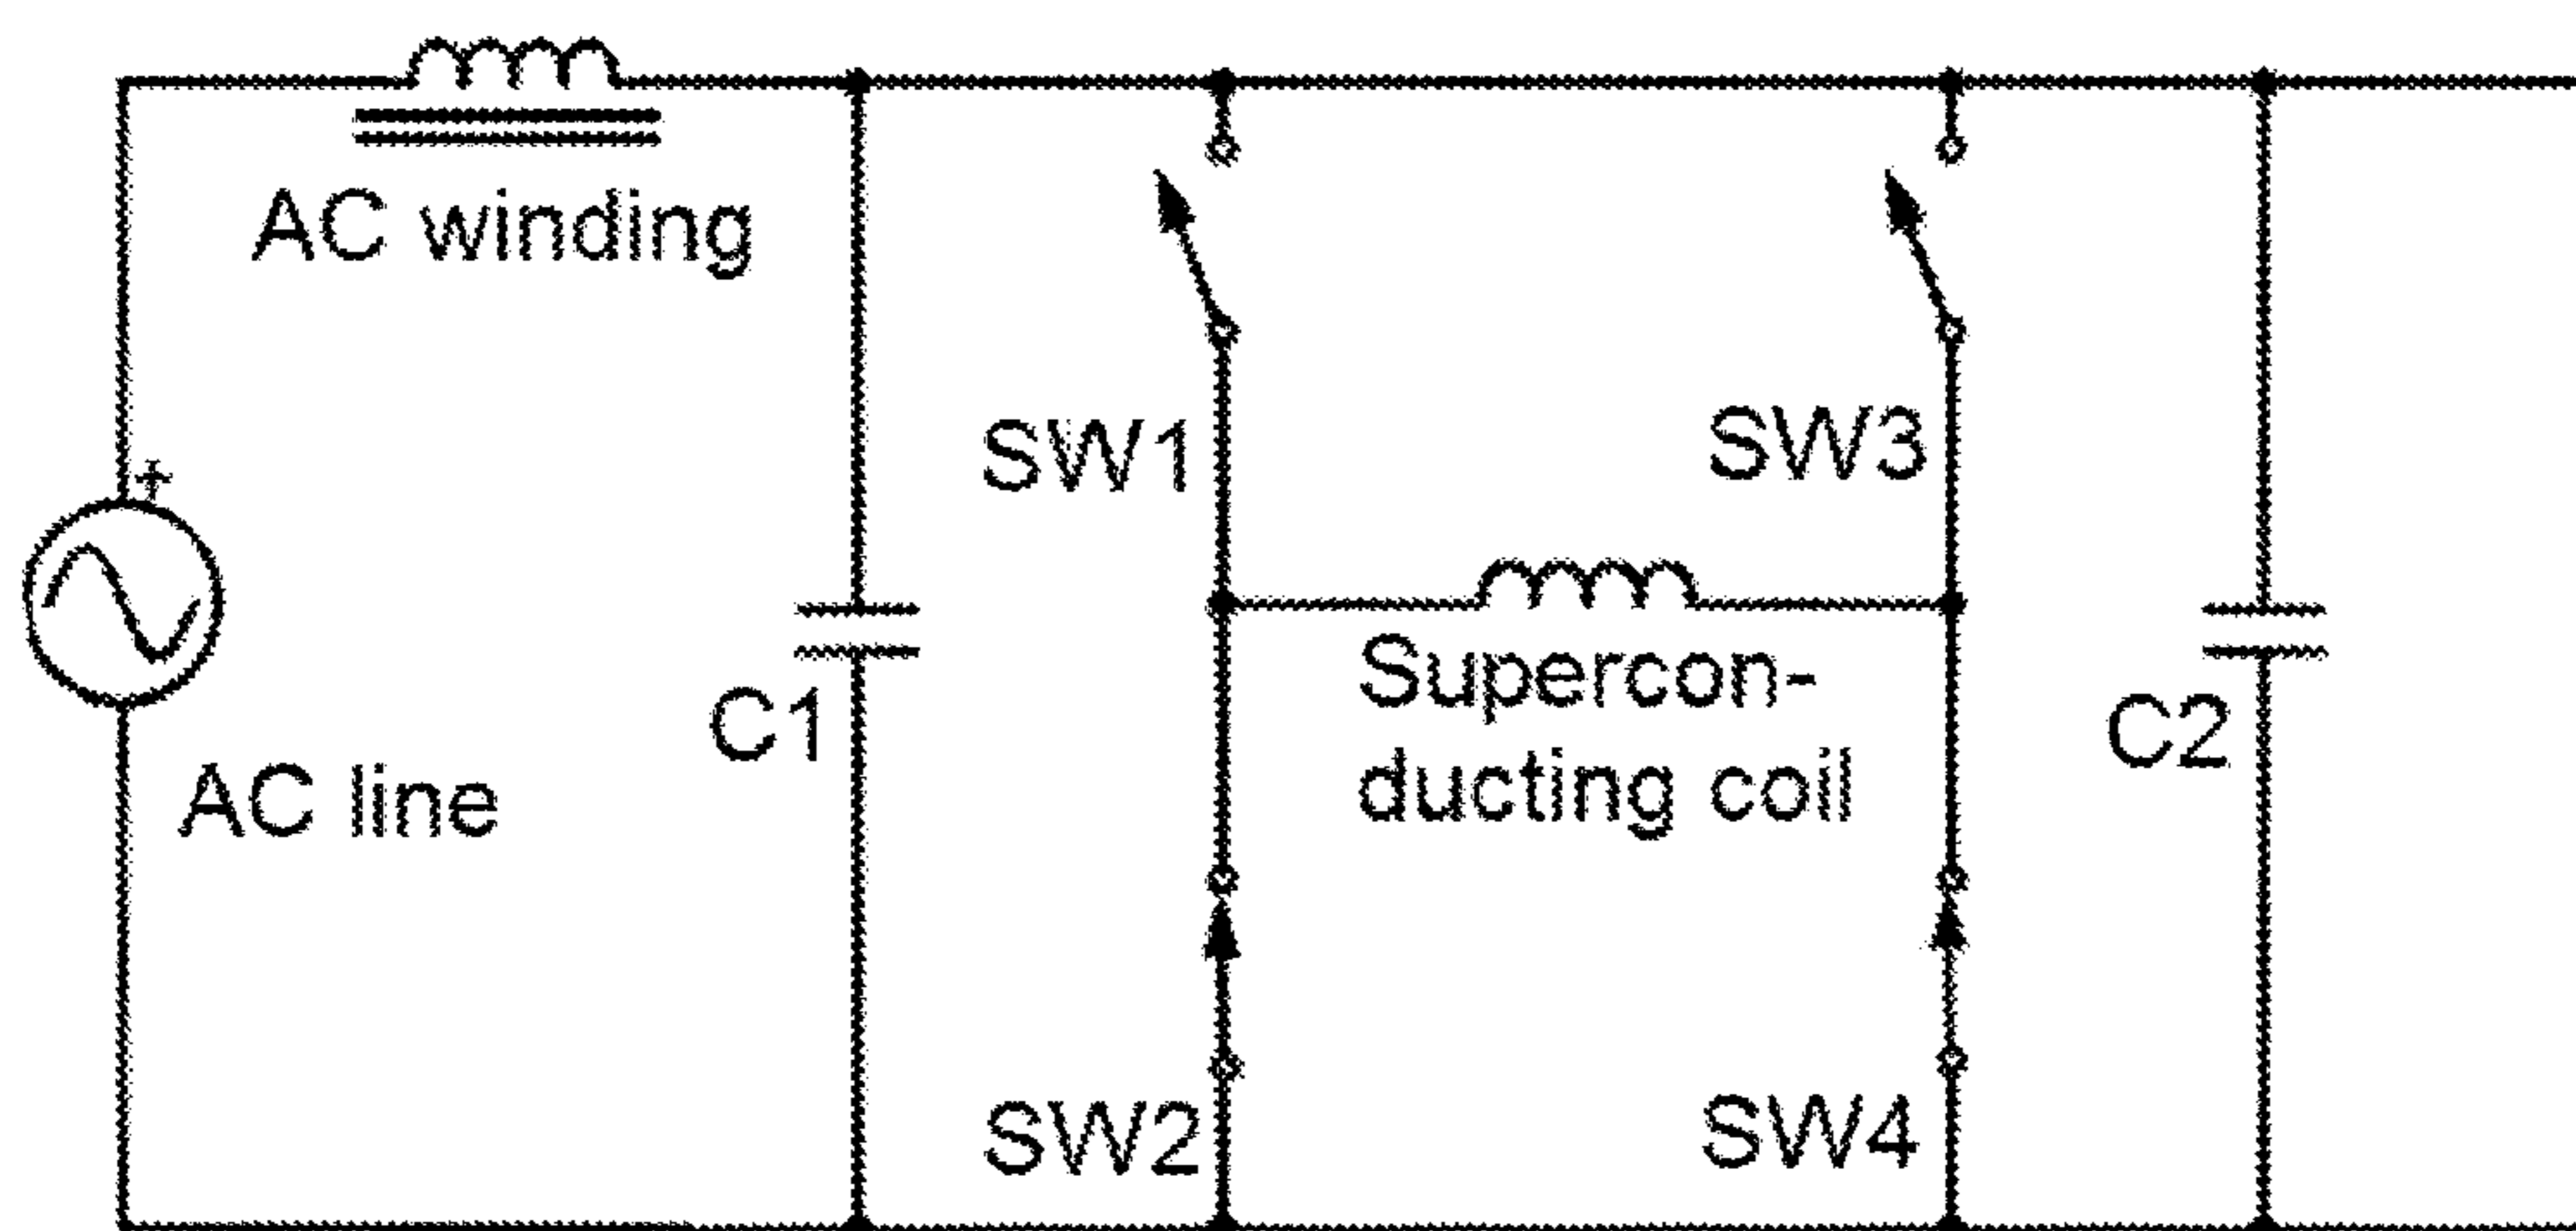 AC winding
SW1
SW3
+
Supercon-
ducting coil
C1
C2
AC line
SW2
SW4